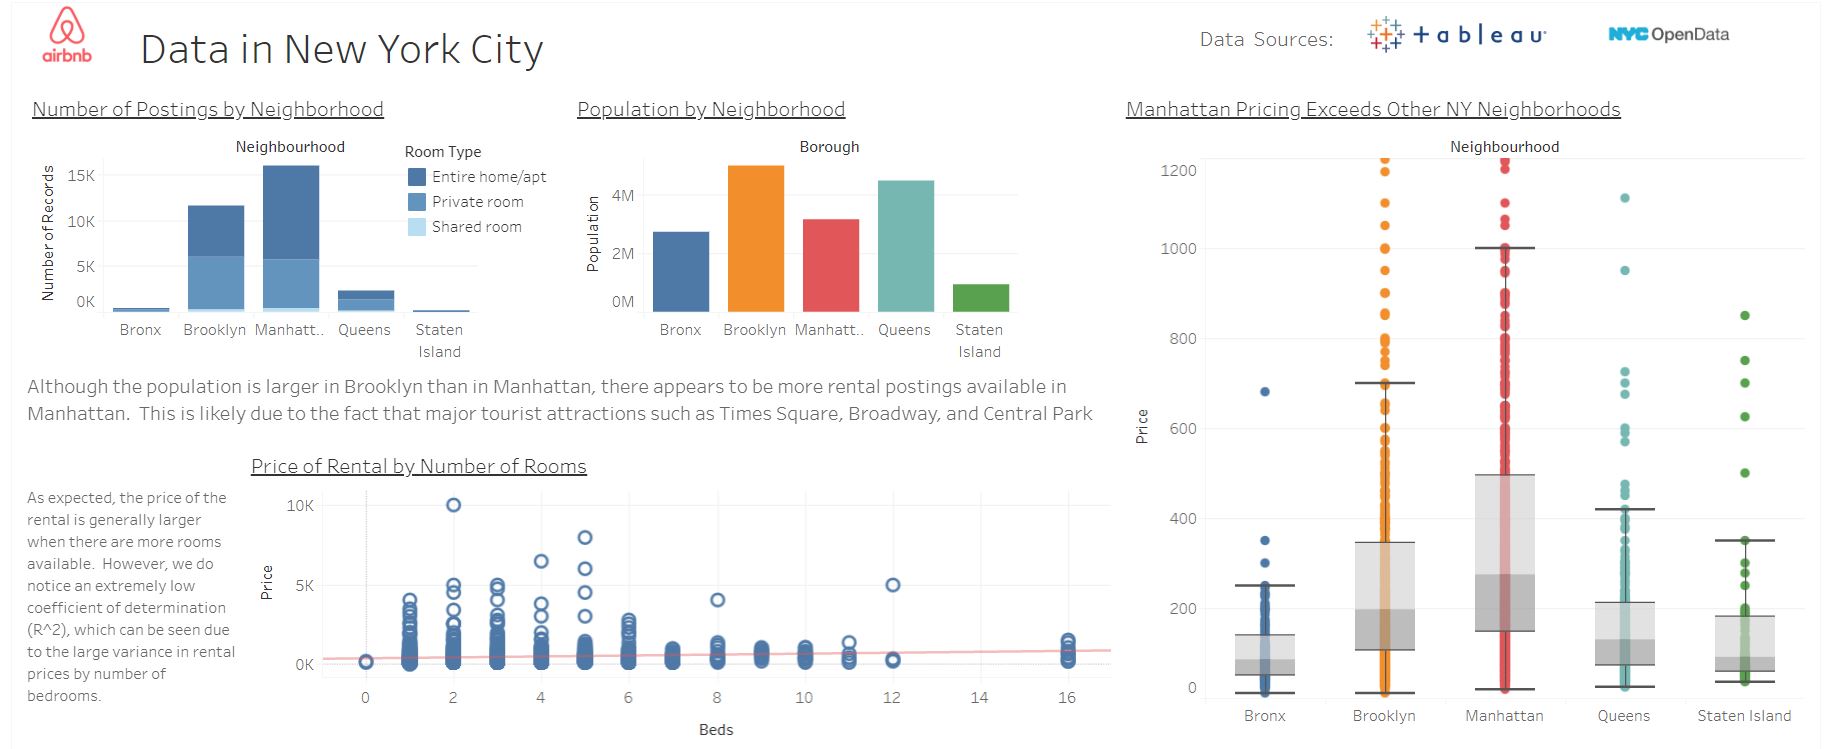 airbnb
Data in New York City
Data Sources:
+ a b l e a u
NYC OpenData
Number of Postings by Neighborhood
Neighbourhood
Room Type
Entire home/apt
Private room
Shared room
Number of Records
15K
10K
5K
0K
Bronx
Brooklyn
Manhatt..
Queens
Staten
Island
Population by Neighborhood
Borough
Population
4M
2M
0M
Bronx
Brooklyn
Manhatt..
Queens
Staten
Island
Although the population is larger in Brooklyn than in Manhattan, there appears to be more rental postings available in
Manhattan. This is likely due to the fact that major tourist attractions such as Times Square, Broadway, and Central Park
Price of Rental by Number of Rooms
As expected, the price of the
rental is generally larger
when there are more rooms
available. However, we do
notice an extremely low
coefficient of determination
(R^2), which can be seen due
to the large variance in rental
prices by number of
bedrooms.
Price
10K
5K
0K
0
2
4
6
8
10
12
14
16
Beds
Manhattan Pricing Exceeds Other NY Neighborhoods
Neighbourhood
Price
1200
1000
800
600
400
200
0
Bronx
Brooklyn
Manhattan
Queens
Staten Island